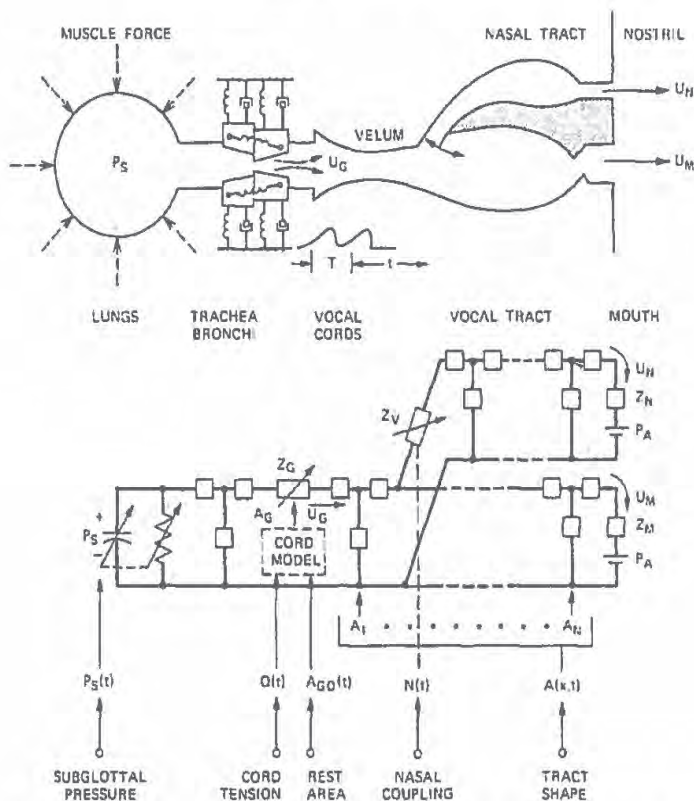 MUSCLE FORCE
NASAL TRACT
NOSTRIL
U_N
VELUM
P_S
U_G
U_M
T
t
LUNGS
TRACHEA
BRONCHI
VOCAL
CORDS
VOCAL TRACT
MOUTH
U_N
Z_N
P_A
Z_V
Z_G
A_G
U_G
U_M
Z_M
P_A
+
P_S
−
CORD
MODEL
A_1
A_N
P_S(t)
Q(t)
A_GO(t)
N(t)
A(x,t)
SUBGLOTTAL
PRESSURE
CORD
TENSION
REST
AREA
NASAL
COUPLING
TRACT
SHAPE